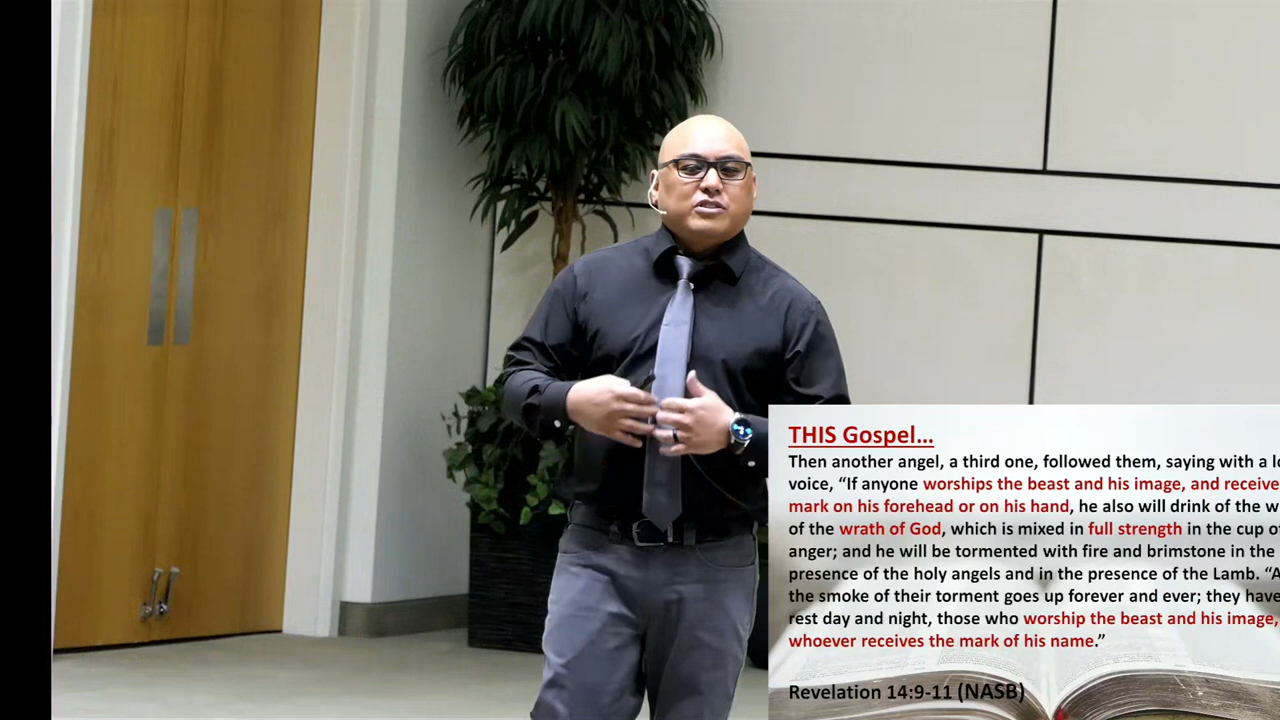 THIS Gospel...
Then another angel, a third one, followed them, saying with a
voice, “If anyone worships the beast and his image, and receive
mark on his forehead or on his hand, he also will drink of the
of the wrath of God, which is mixed in full strength in the cup
anger; and he will be tormented with fire and brimstone in the
presence of the holy angels and in the presence of the Lamb.
the smoke of their torment goes up forever and ever; they have
rest day and night, those who worship the beast and his image,
whoever receives the mark of his name.”
Revelation 14:9-11 (NASB)